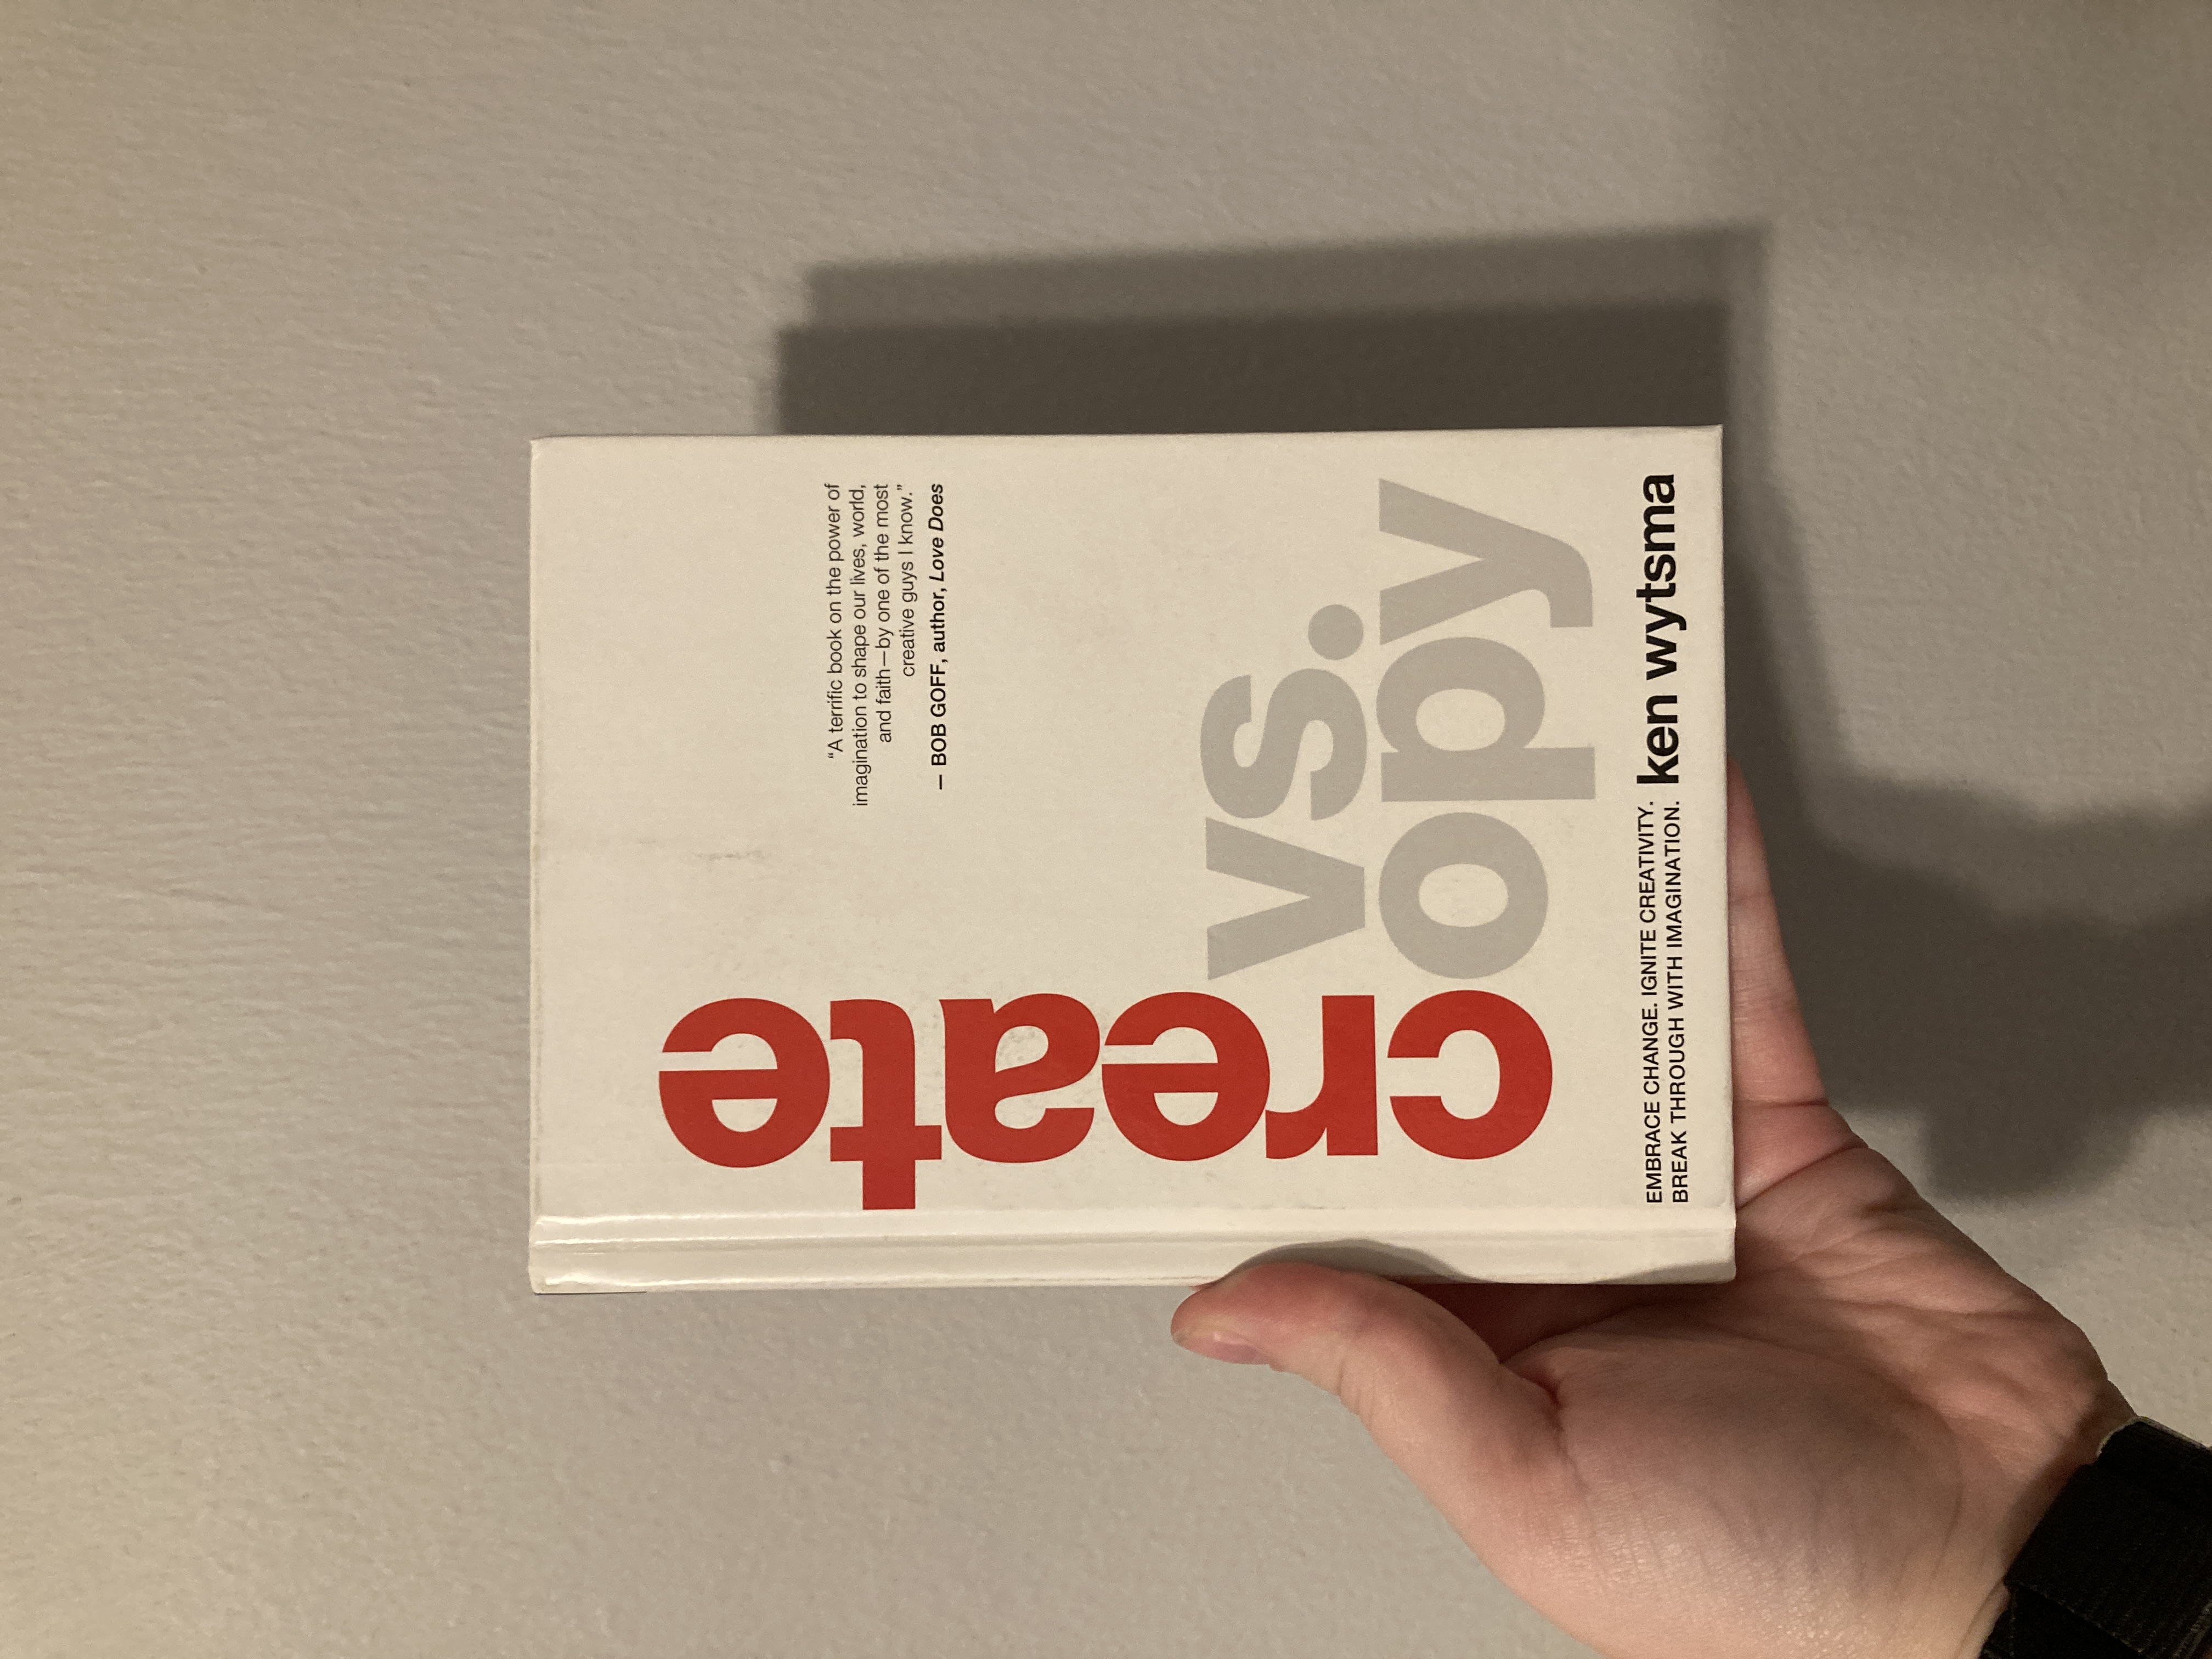 "A terrific book on the power of
imagination to shape our lives, world,
and faith—by one of the most
creative guys I know."
— BOB GOFF, author, Love Does
create
vs.
opy
EMBRACE CHANGE. IGNITE CREATIVITY.
BREAK THROUGH WITH IMAGINATION.
ken wytsma